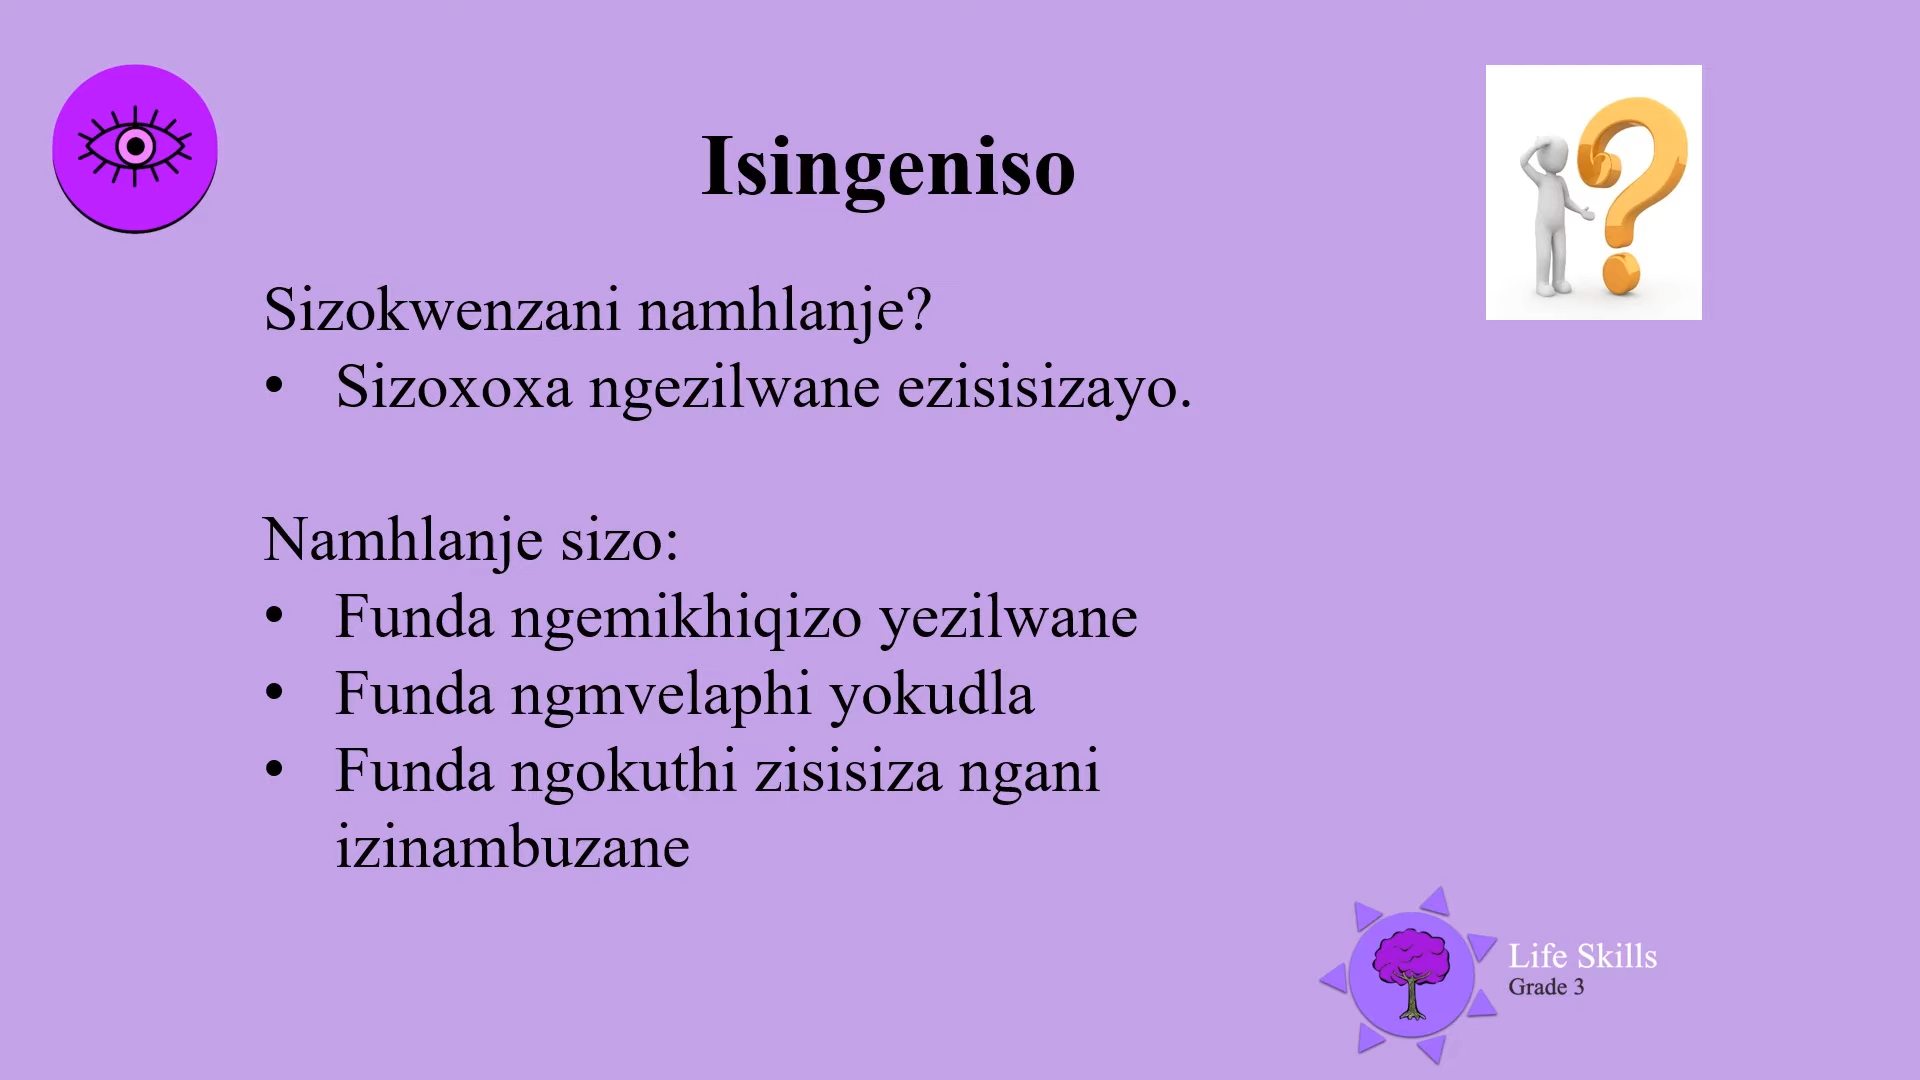 Isingeniso
Sizokwenzani namhlanje?
• Sizoxoxa ngezilwane ezisisizayo.
Namhlanje sizo:
• Funda ngemikhiqizo yezilwane
• Funda ngmvelaphi yokudla
• Funda ngokuthi zisisiza ngani
izinambuzane
Life Skills
Grade 3